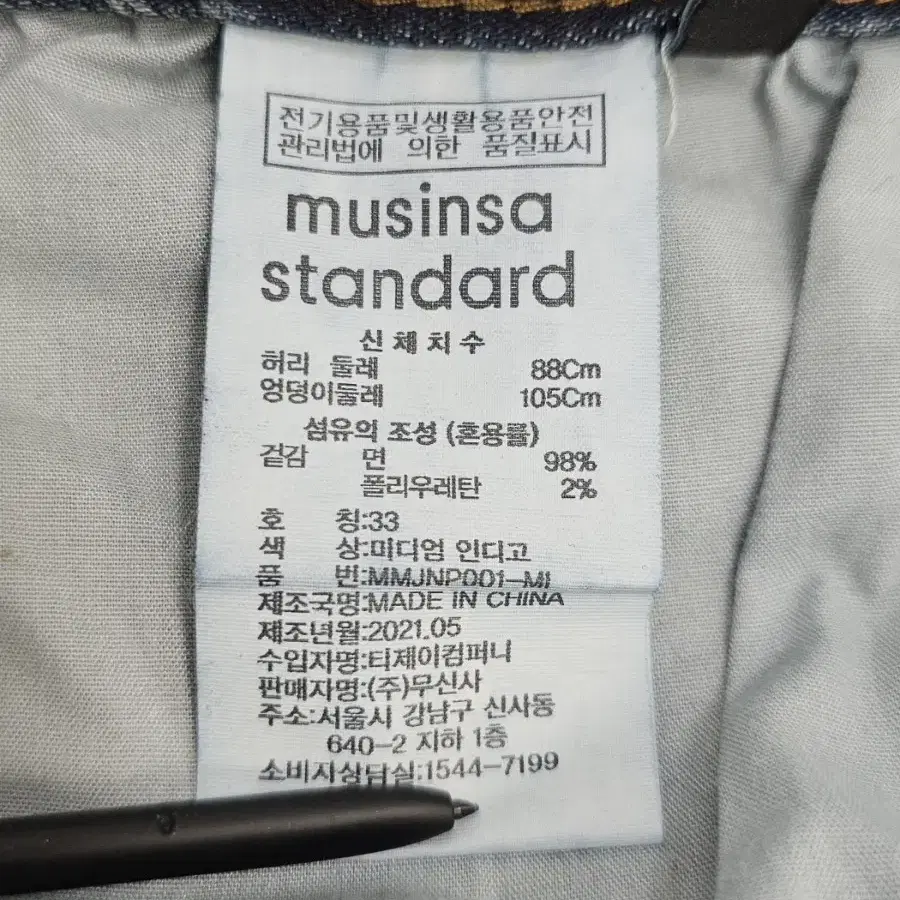 전기용품및생활용품안전
관리법에 의한 품질표시
musinsa
standard
신체치수
허리 둘레 88Cm
엉덩이둘레 105Cm
섬유의 조성 (혼용률)
겉감 면 98%
폴리우레탄 2%
호 칭:33
색 상:미디엄 인디고
품 번:MMJNP001-MI
제조국명:MADE IN CHINA
제조년월:2021.05
수입자명:티제이컴퍼니
판매자명:(주)무신사
주소:서울시 강남구 신사동
640-2 지하 1층
소비자상담실:1544-7199